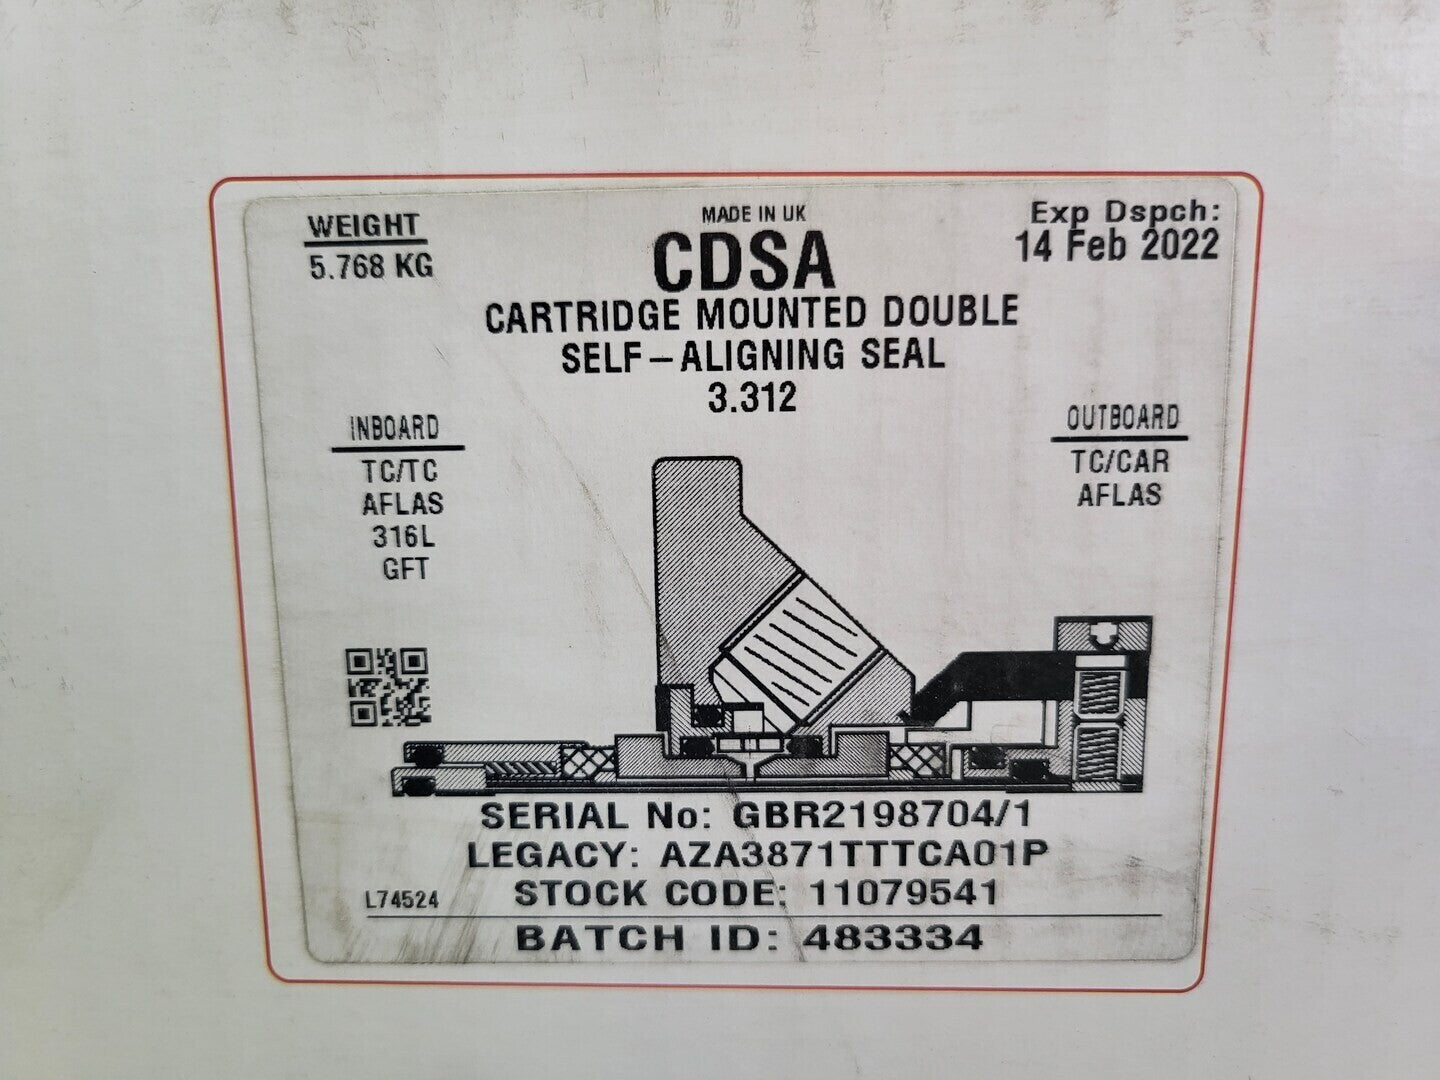 WEIGHT
5.768 KG
MADE IN UK
CDSA
CARTRIDGE MOUNTED DOUBLE
SELF-ALIGNING SEAL
3.312
Exp Dspch:
14 Feb 2022
INBOARD
TC/TC
AFLAS
316L
GFT
OUTBOARD
TC/CAR
AFLAS
SERIAL No: GBR2198704/1
LEGACY: AZA3871TTTCA01P
STOCK CODE: 11079541
L74524
BATCH ID: 483334